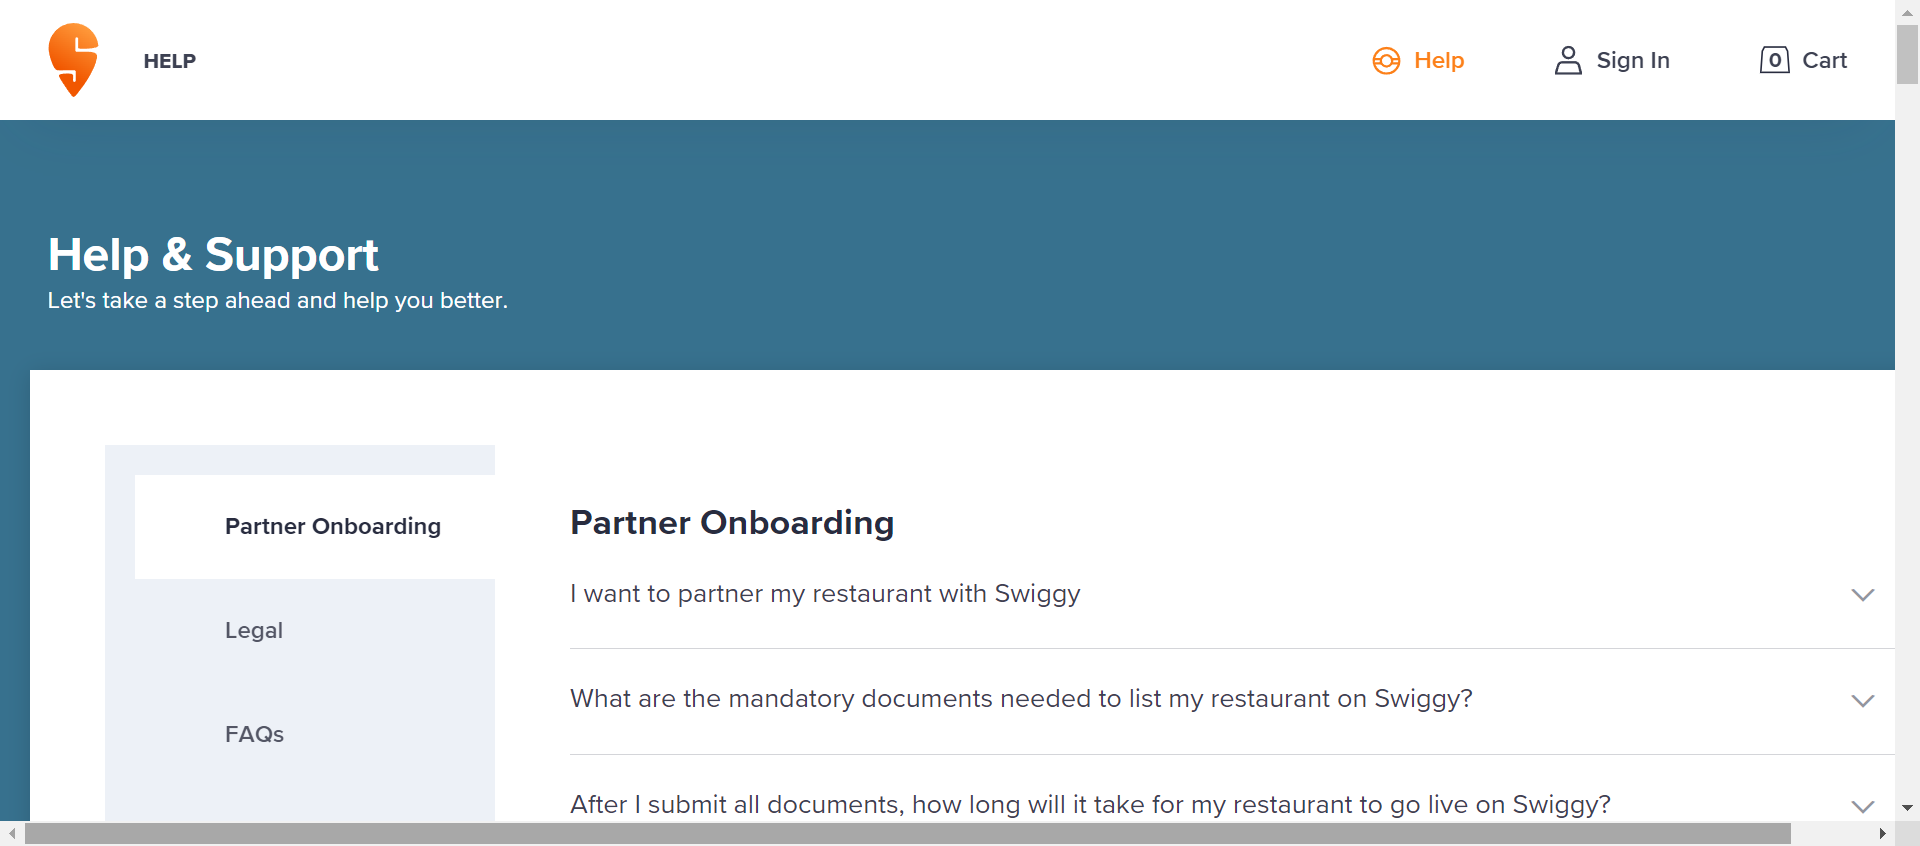 HELP
Help
Sign In
0
Cart
Help & Support
Let's take a step ahead and help you better.
Partner Onboarding
Legal
FAQs
Partner Onboarding
I want to partner my restaurant with Swiggy
What are the mandatory documents needed to list my restaurant on Swiggy?
After I submit all documents, how long will it take for my restaurant to go live on Swiggy?